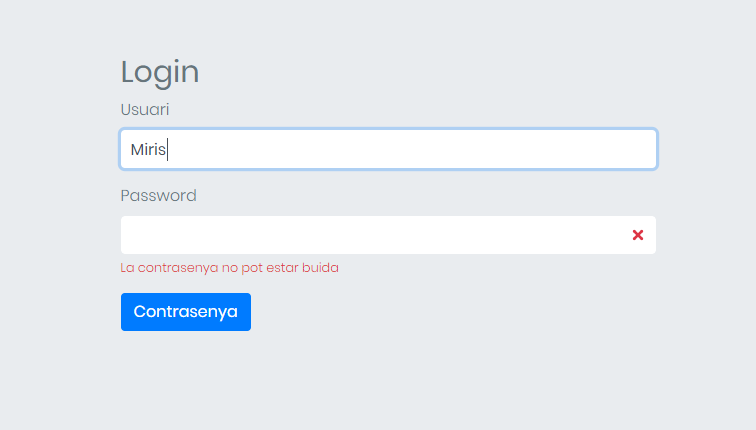 Login
Usuari
Miris
Password
La contrasenya no pot estar buida
Contrasenya